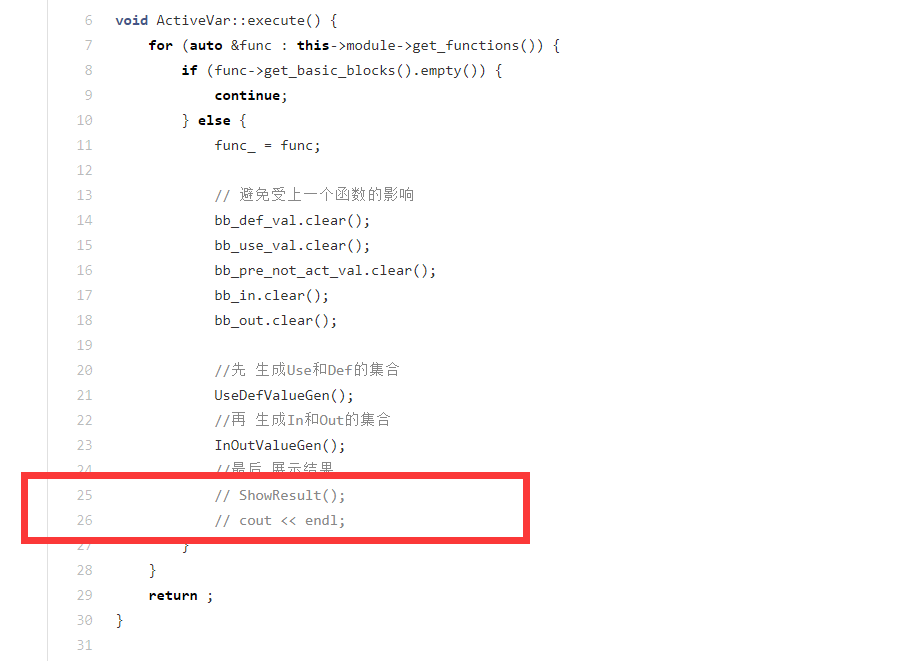 6 void ActiveVar::execute() {
7 for (auto &func : this->module->get_functions()) {
8 if (func->get_basic_blocks().empty()) {
9 continue;
10 } else {
11 func_ = func;
12
13 // 避免受上一个函数的影响
14 bb_def_val.clear();
15 bb_use_val.clear();
16 bb_pre_not_act_val.clear();
17 bb_in.clear();
18 bb_out.clear();
19
20 //先 生成Use和Def的集合
21 UseDefValueGen();
22 //再 生成In和Out的集合
23 InOutValueGen();
24 //最后 展示结果
25 // ShowResult();
26 // cout << endl;
27 }
28 }
29 return ;
30 }
31